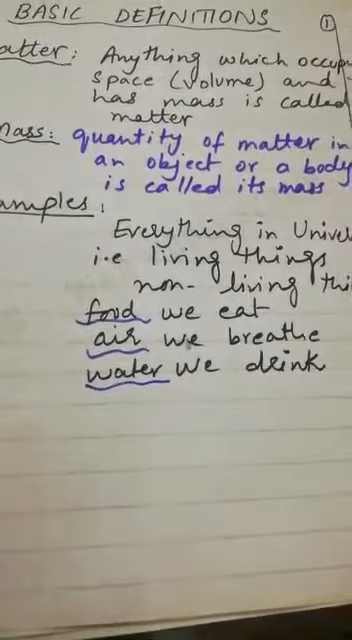 BASIC DEFINITIONS ①
atter: Anything which occup
space (volume) and
has mass is called
matter
mass: quantity of matter in
an object or a body
is called its mass
amples:
Everything in Univer
i.e living things
non- living thi
food we eat
air we breathe
water we drink